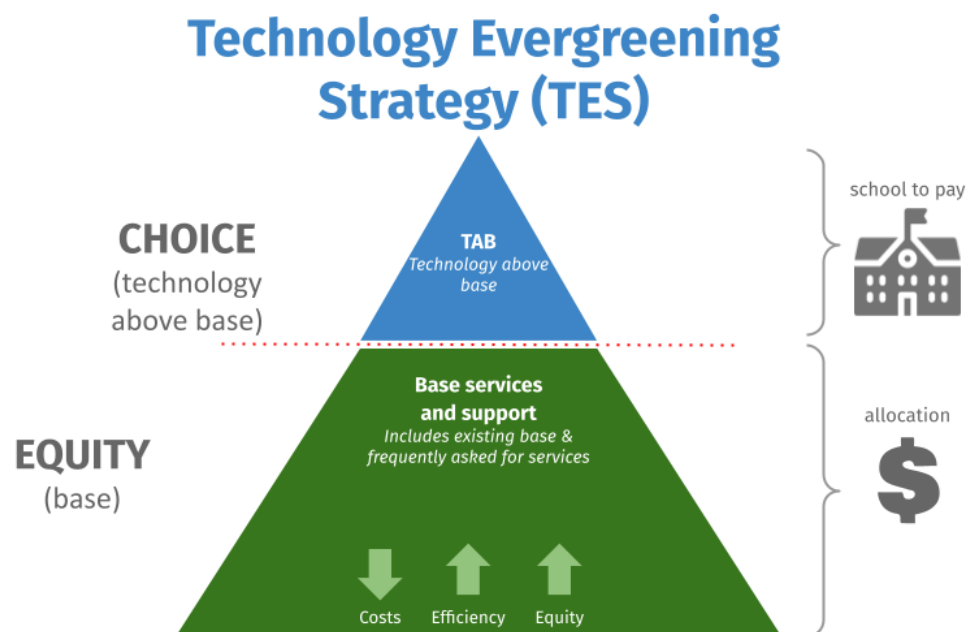 Technology Evergreening
Strategy (TES)
school to pay
CHOICE
(technology
above base)
TAB
Technology above
base
Base services
and support
Includes existing base &
frequently asked for services
allocation
$
EQUITY
(base)
Costs
Efficiency
Equity